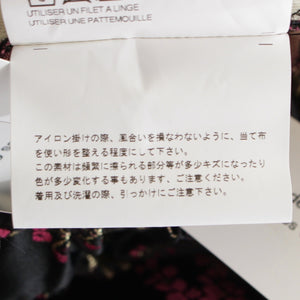 UTILISER UN FILET A LINGE
UTILISER UNE PATTEMOUILLE
アイロン掛けの際、風合いを損なわないように、当て布
を使い形を整える程度にして下さい。
この素材は頻繁に擦られる部分等が多少キズになったり
色が多少変化する事もあります、ご注意ください。
着用及び洗濯の際、引っかけにご注意下さい。